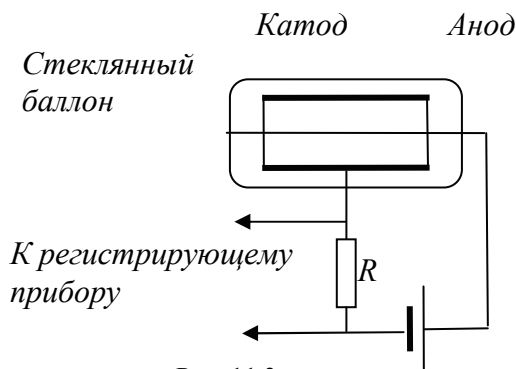 Катод Анод
Стеклянный
баллон
К регистрирующему
прибору
R